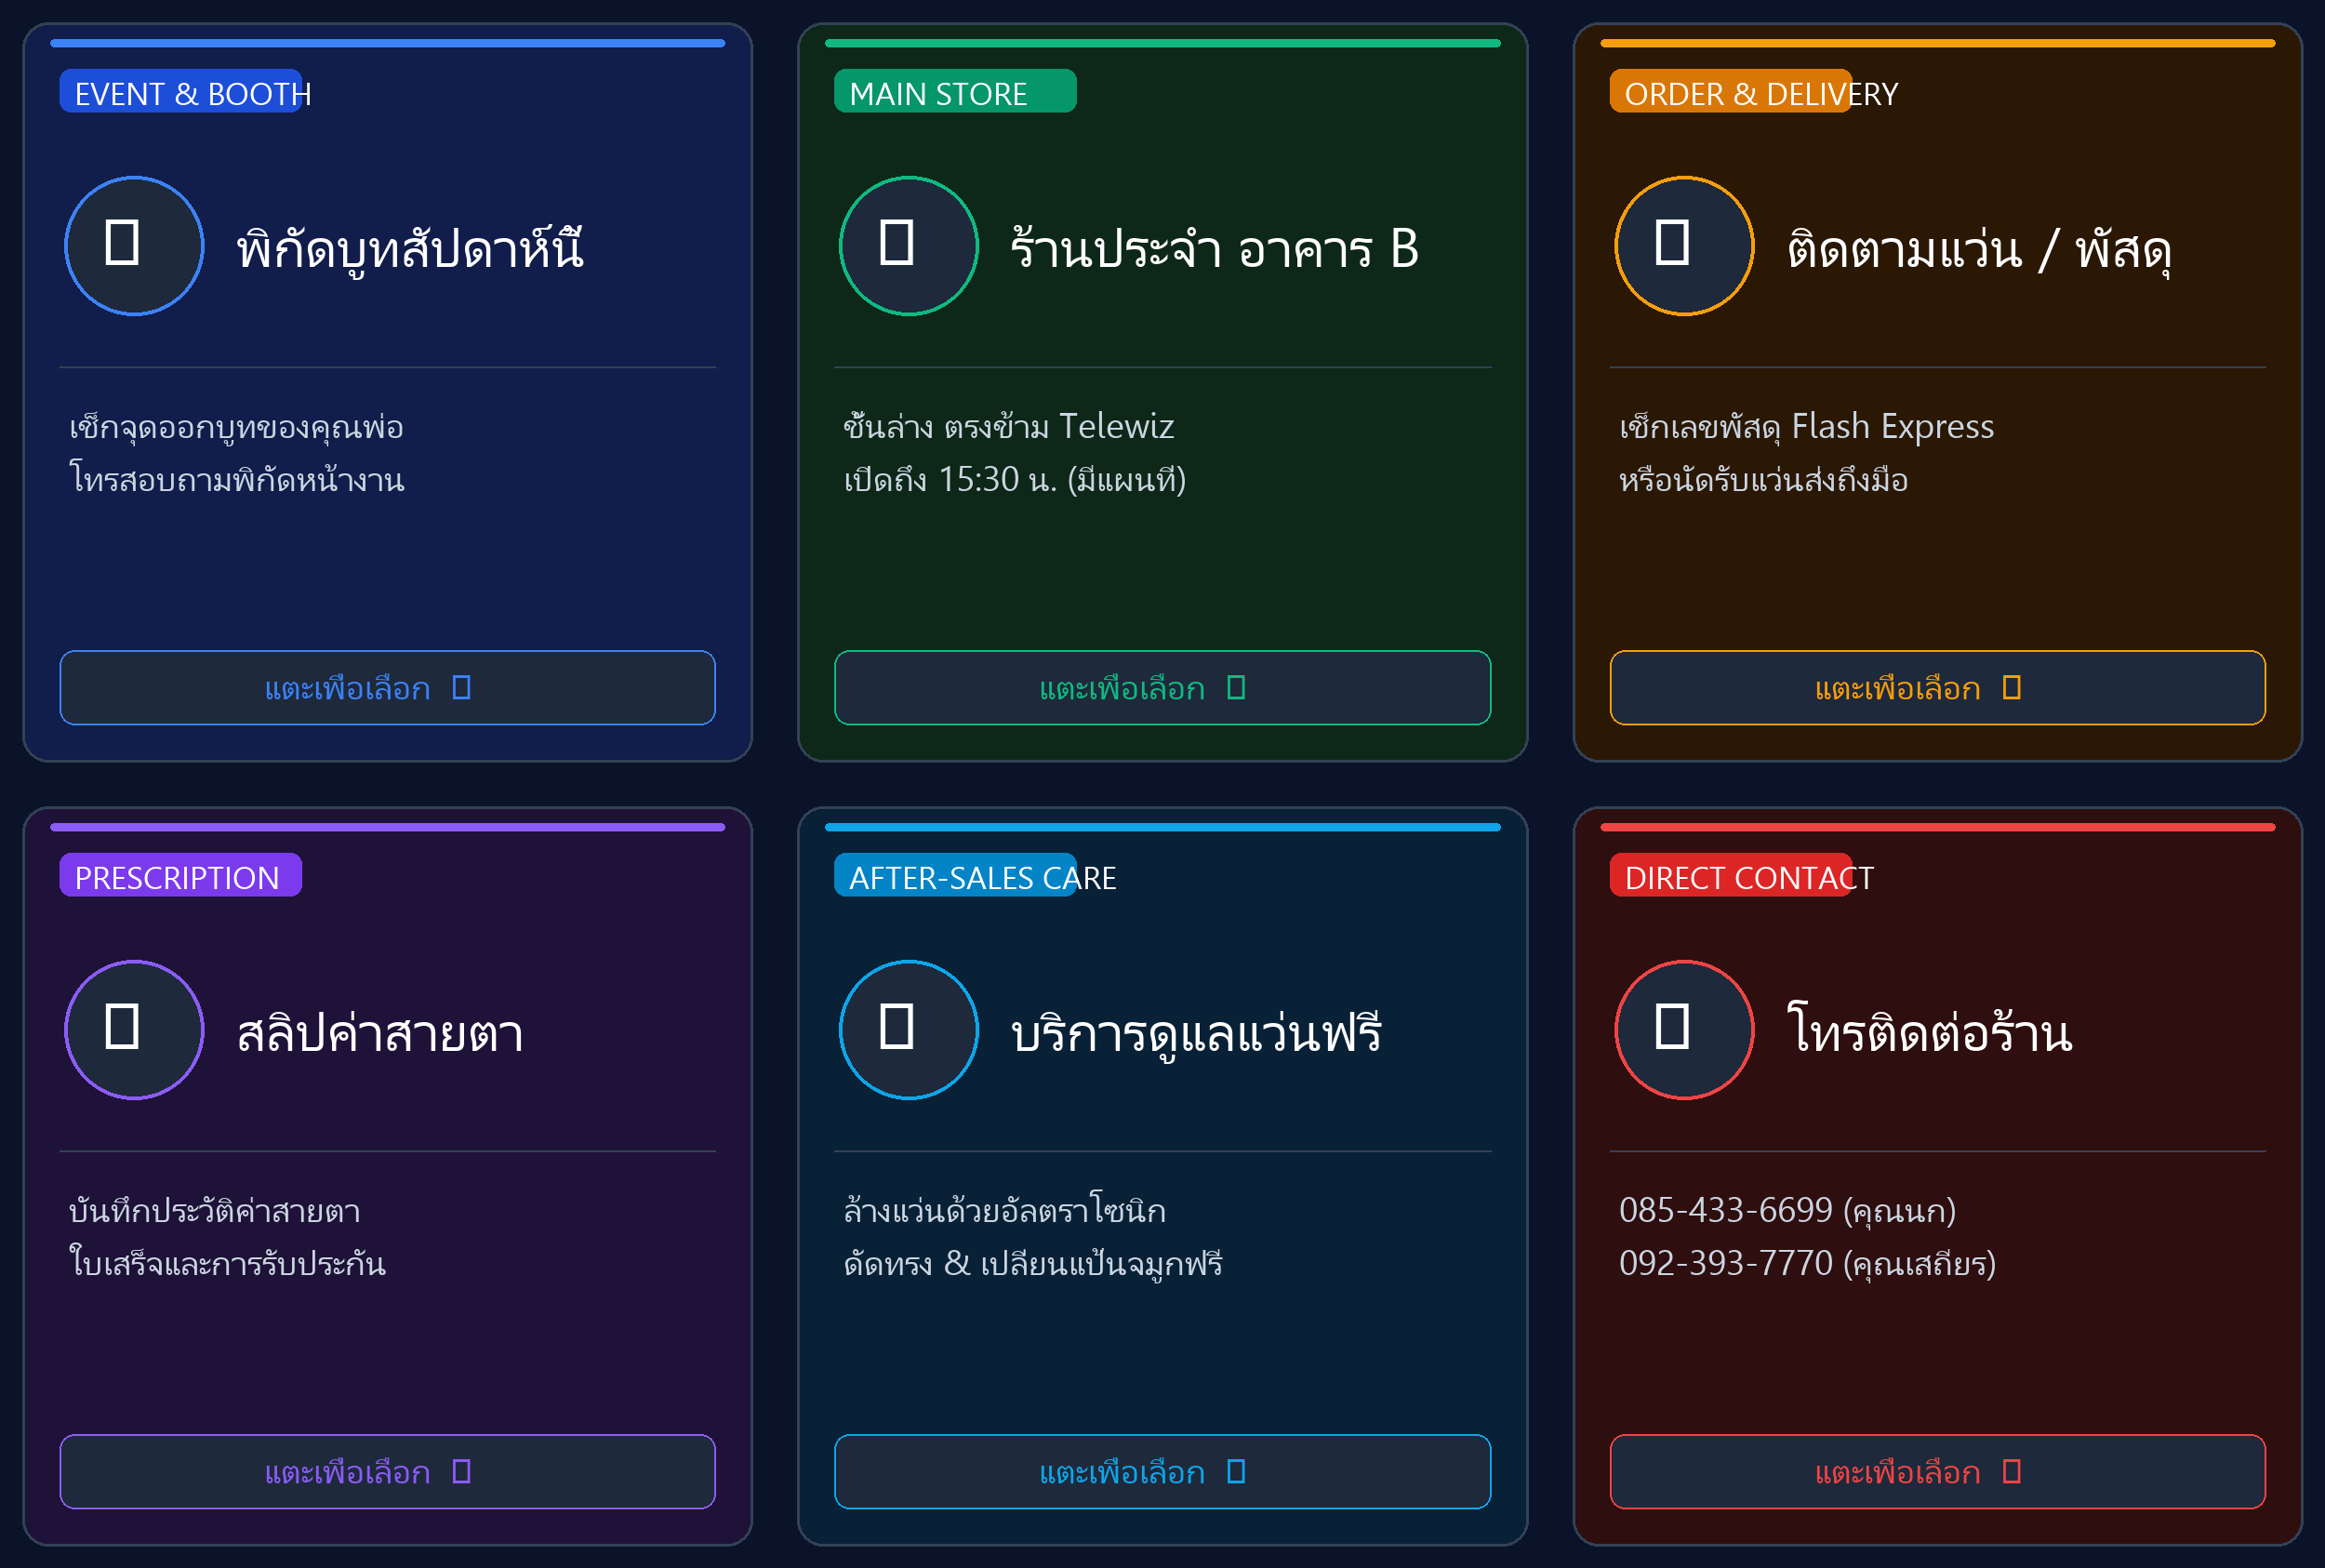 EVENT & BOOTH
พิกัดบูทสัปดาห์นี้
เช็กจุดออกบูทของคุณพ่อ
โทรสอบถามพิกัดหน้างาน
แตะเพื่อเลือก
MAIN STORE
ร้านประจำ อาคาร B
ชั้นล่าง ตรงข้าม Telewiz
เปิดถึง 15:30 น. (มีแผนที่)
แตะเพื่อเลือก
ORDER & DELIVERY
ติดตามแว่น / พัสดุ
เช็กเลขพัสดุ Flash Express
หรือนัดรับแว่นส่งถึงมือ
แตะเพื่อเลือก
PRESCRIPTION
สลิปค่าสายตา
บันทึกประวัติค่าสายตา
ใบเสร็จและการรับประกัน
แตะเพื่อเลือก
AFTER-SALES CARE
บริการดูแลแว่นฟรี
ล้างแว่นด้วยอัลตราโซนิก
ดัดทรง & เปลี่ยนแป้นจมูกฟรี
แตะเพื่อเลือก
DIRECT CONTACT
โทรติดต่อร้าน
085-433-6699 (คุณนก)
092-393-7770 (คุณเสถียร)
แตะเพื่อเลือก